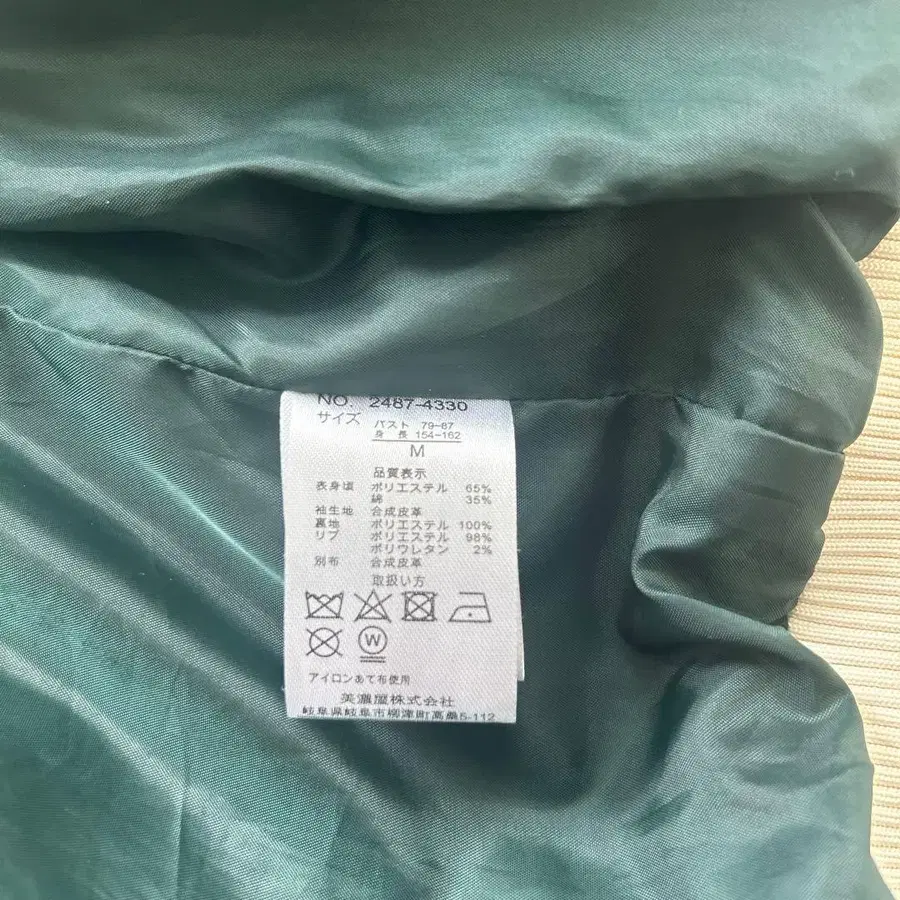 NO. 2487-4330
サイズ バスト 79-87
身 長 154-162
M
品質表示
表身頃 ポリエステル 65%
綿 35%
袖生地 合成皮革
裏地 ポリエステル 100%
リブ ポリエステル 98%
ポリウレタン 2%
別布 合成皮革
取扱い方
W
アイロンあて布使用
美濃屋株式会社
岐阜県岐阜市柳津町高桑5-112